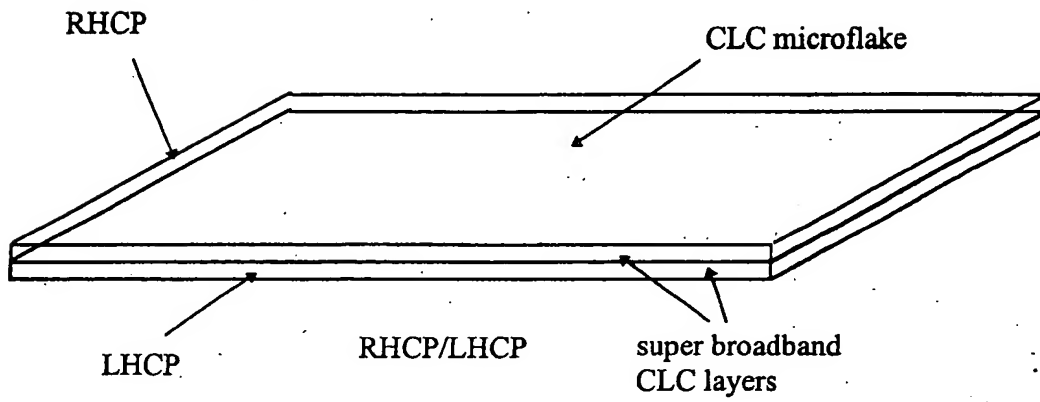 RHCP
CLC microflake
LHCP
RHCP/LHCP
super broadband
CLC layers